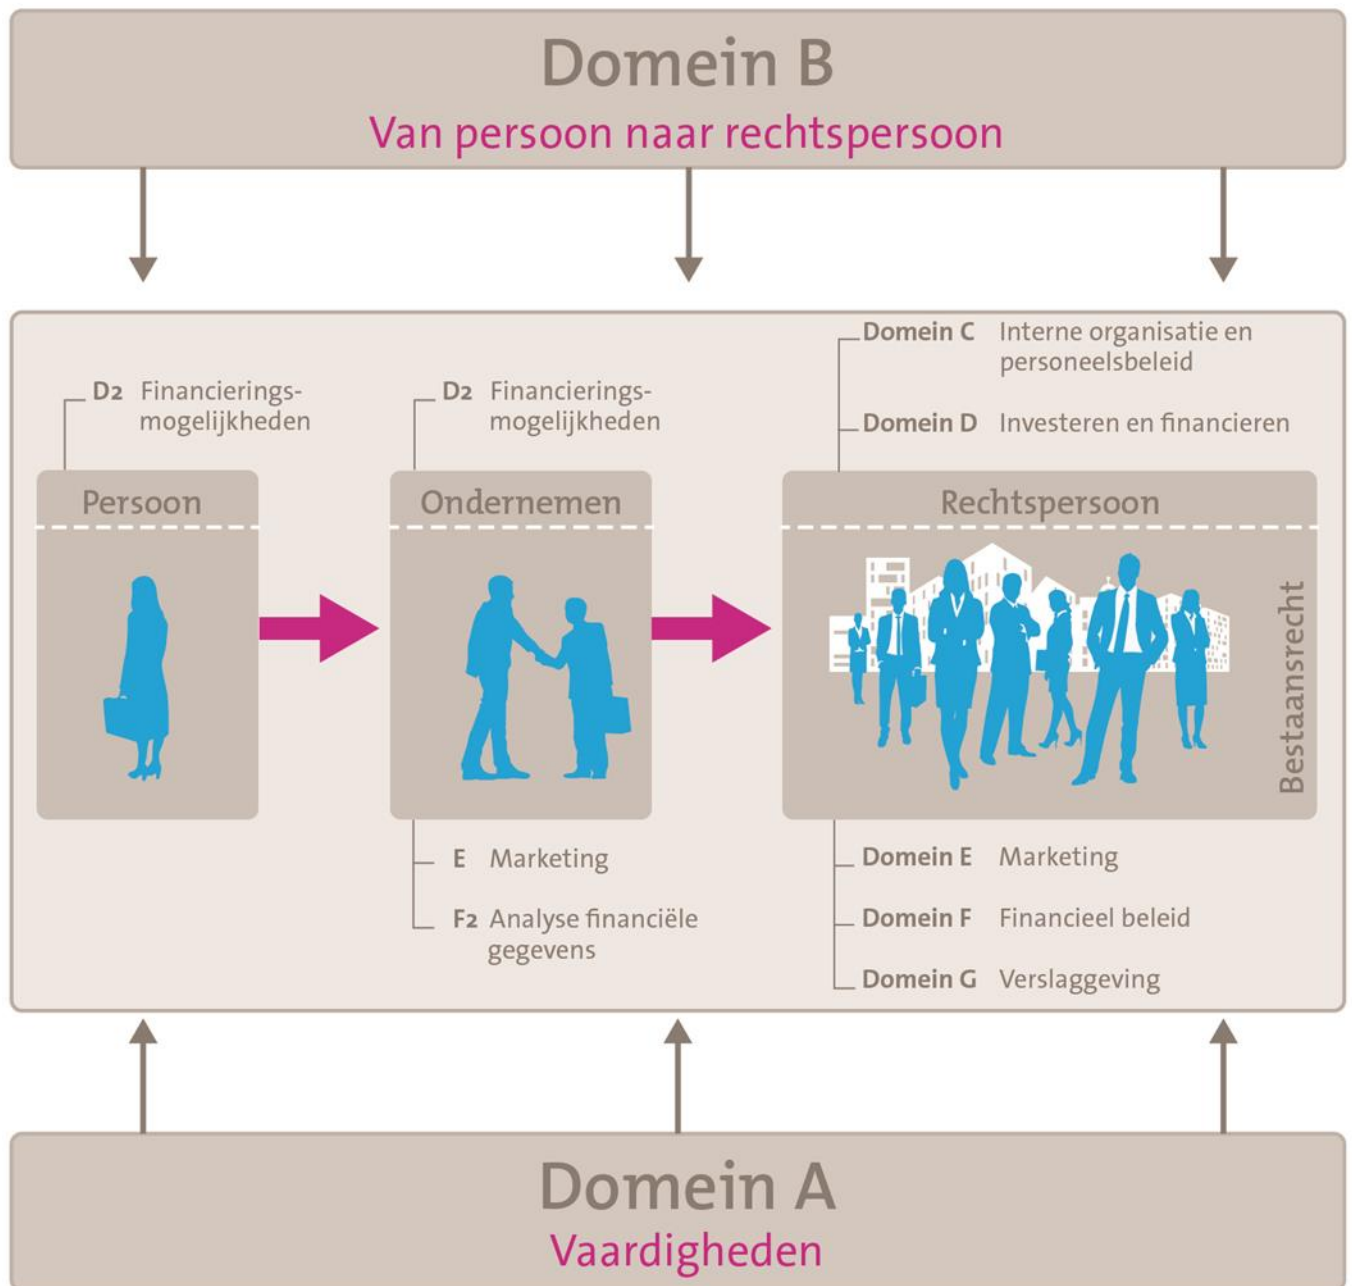 Domein B
Van persoon naar rechtspersoon
D2 Financierings-
mogelijkheden
D2 Financierings-
mogelijkheden
Domein C Interne organisatie en
personeelsbeleid
Domein D Investeren en financieren
Persoon
Ondernemen
Rechtspersoon
Bestaansrecht
E Marketing
F2 Analyse financiële
gegevens
Domein E Marketing
Domein F Financieel beleid
Domein G Verslaggeving
Domein A
Vaardigheden